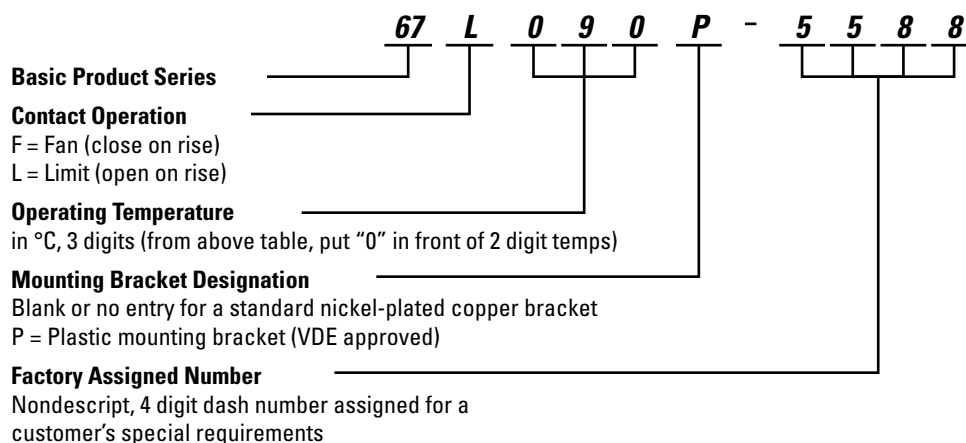 67 L 0 9 0 P - 5 5 8 8
Basic Product Series
Contact Operation
F = Fan (close on rise)
L = Limit (open on rise)
Operating Temperature
in °C, 3 digits (from above table, put “0” in front of 2 digit temps)
Mounting Bracket Designation
Blank or no entry for a standard nickel-plated copper bracket
P = Plastic mounting bracket (VDE approved)
Factory Assigned Number
Nondescript, 4 digit dash number assigned for a
customer’s special requirements